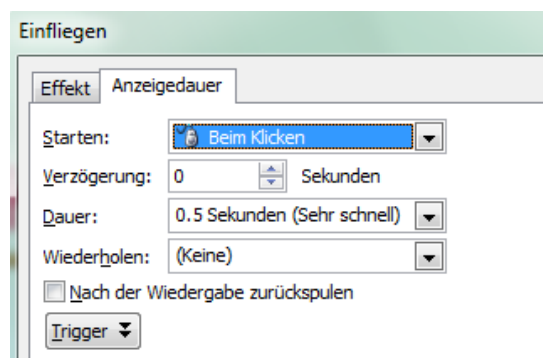 Einfliegen
Effekt Anzeigedauer
Starten: Beim Klicken
Verzögerung: 0 Sekunden
Dauer: 0.5 Sekunden (Sehr schnell)
Wiederholen: (Keine)
Nach der Wiedergabe zurückspulen
Trigger